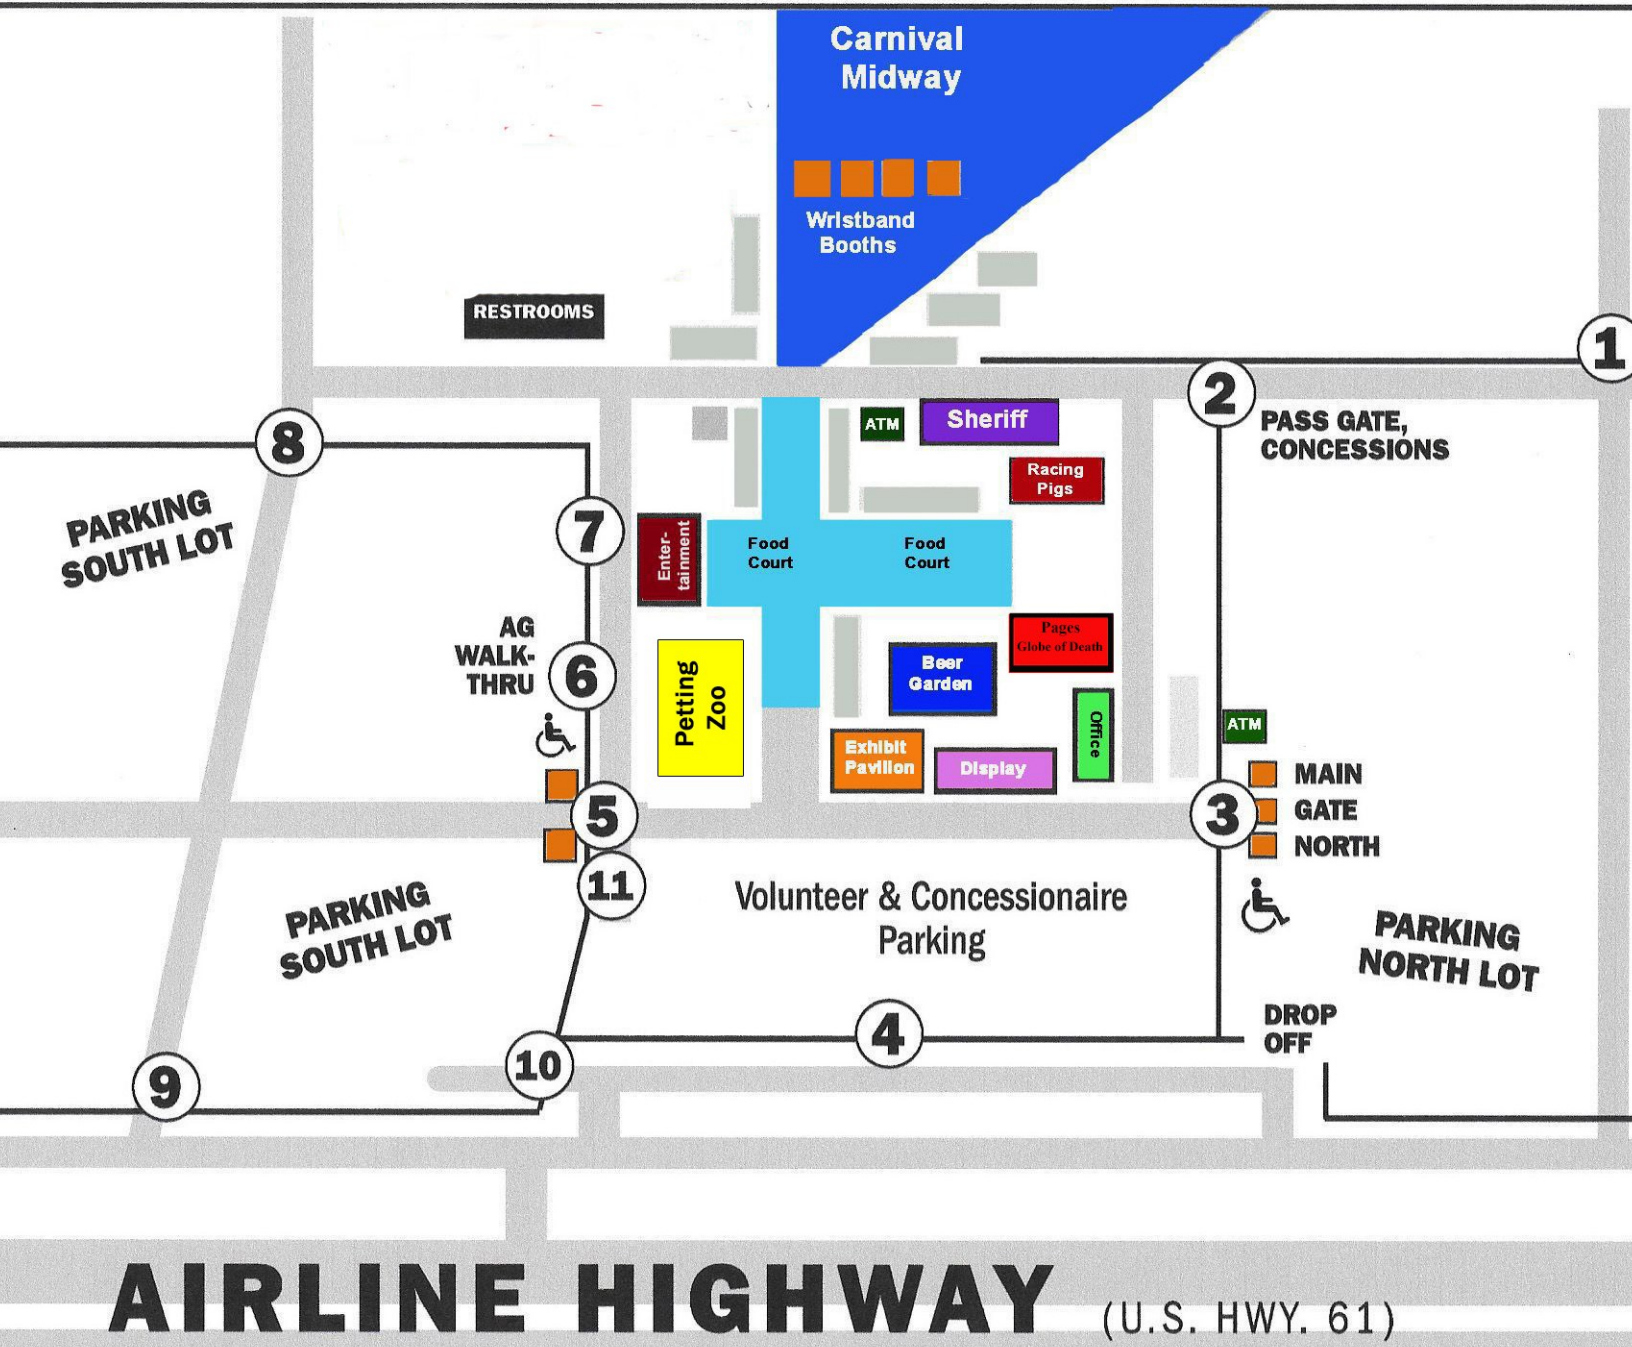 Carnival
Midway
Wristband
Booths
RESTROOMS
1
2
PASS GATE,
CONCESSIONS
ATM
Sheriff
8
Racing
Pigs
PARKING
SOUTH LOT
7
Enter-
tainment
Food
Court
Food
Court
AG
WALK-
THRU
6
Petting
Zoo
Pages
Globe of Death
Beer
Garden
Office
ATM
Exhibit
Pavilion
Display
MAIN
GATE
NORTH
5
3
11
Volunteer & Concessionaire
Parking
PARKING
SOUTH LOT
PARKING
NORTH LOT
DROP
OFF
4
10
9
AIRLINE HIGHWAY (U.S. HWY. 61)